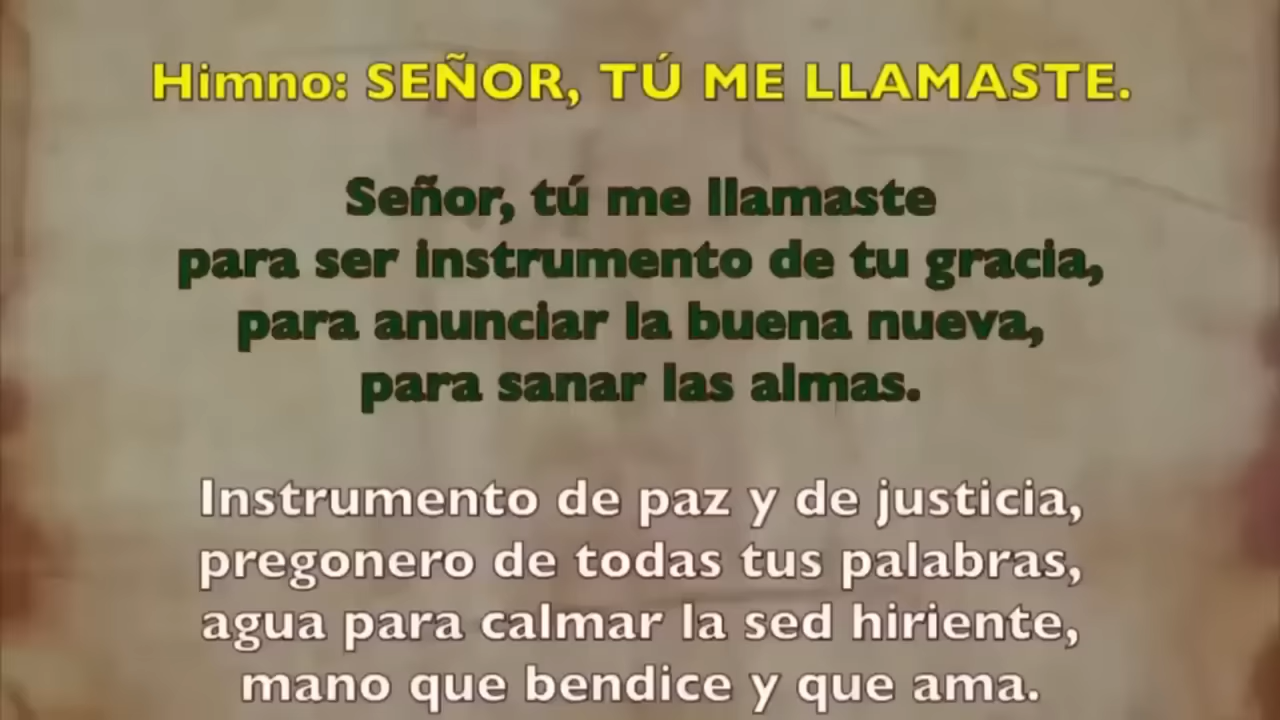 Himno: SEÑOR, TÚ ME LLAMASTE.
Señor, tú me llamaste
para ser instrumento de tu gracia,
para anunciar la buena nueva,
para sanar las almas.
Instrumento de paz y de justicia,
pregonero de todas tus palabras,
agua para calmar la sed hiriente,
mano que bendice y que ama.